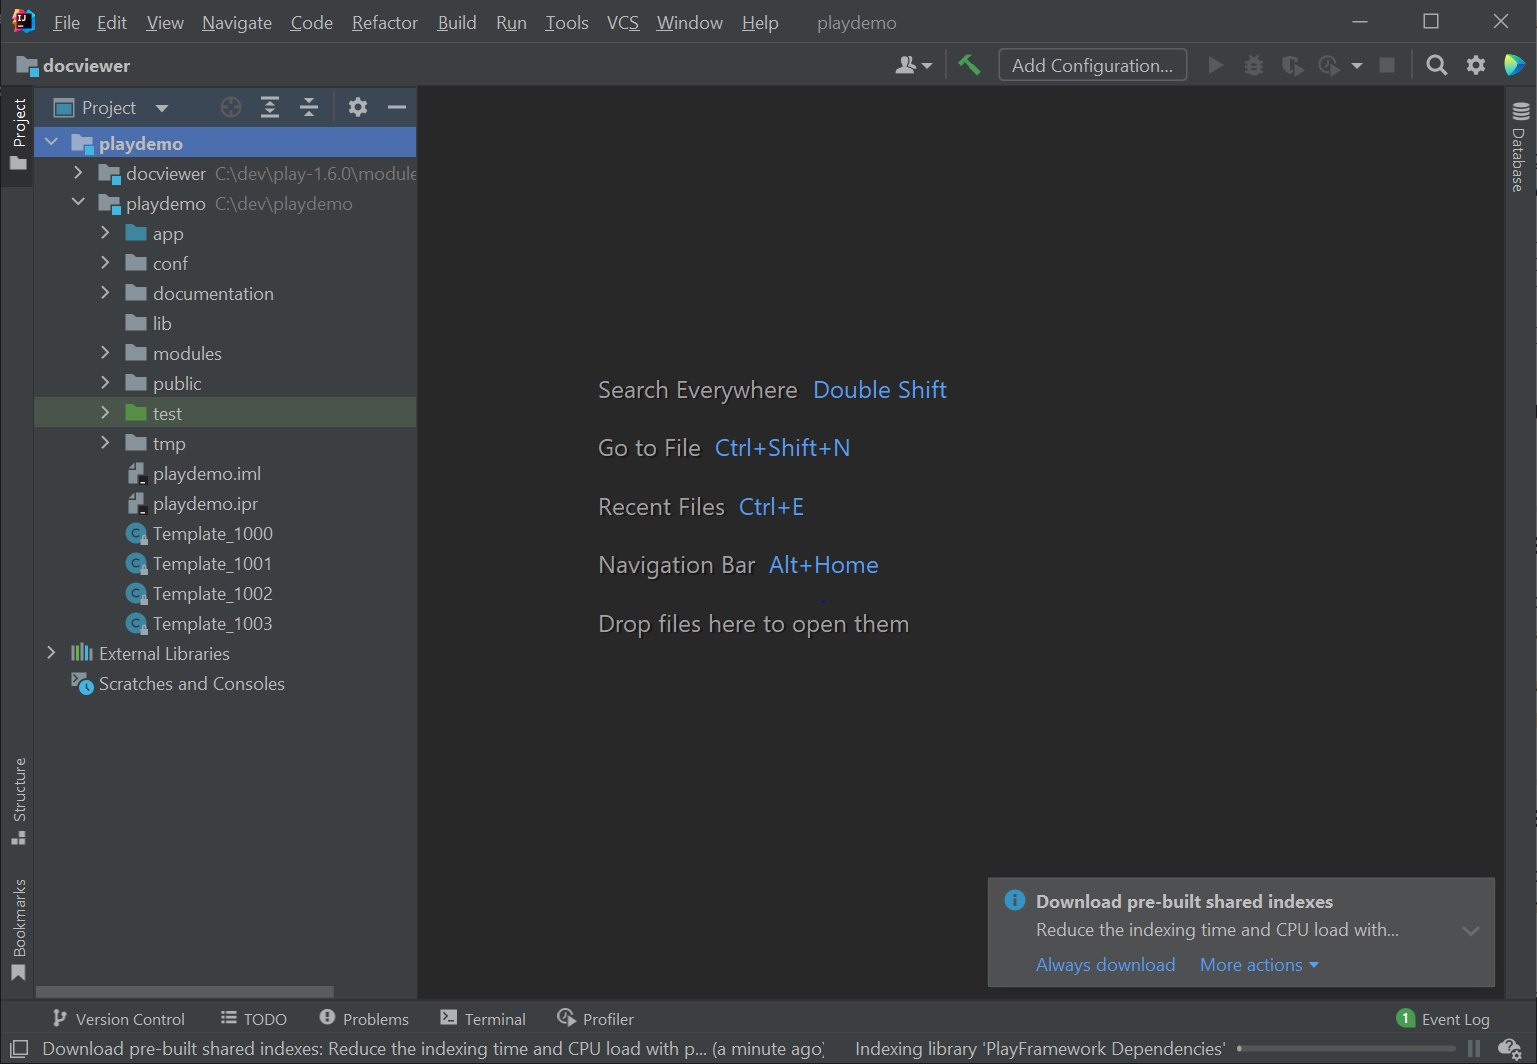 File Edit View Navigate Code Refactor Build Run Tools VCS Window Help playdemo
docviewer
Add Configuration...
Project
Project
playdemo
docviewer C:\dev\play-1.6.0\module
playdemo C:\dev\playdemo
app
conf
documentation
lib
modules
public
test
tmp
playdemo.iml
playdemo.ipr
Template_1000
Template_1001
Template_1002
Template_1003
External Libraries
Scratches and Consoles
Structure
Bookmarks
Search Everywhere Double Shift
Go to File Ctrl+Shift+N
Recent Files Ctrl+E
Navigation Bar Alt+Home
Drop files here to open them
Database
Download pre-built shared indexes
Reduce the indexing time and CPU load with...
Always download More actions
Version Control TODO Problems Terminal Profiler 1 Event Log
Download pre-built shared indexes: Reduce the indexing time and CPU load with p... (a minute ago) Indexing library 'PlayFramework Dependencies'